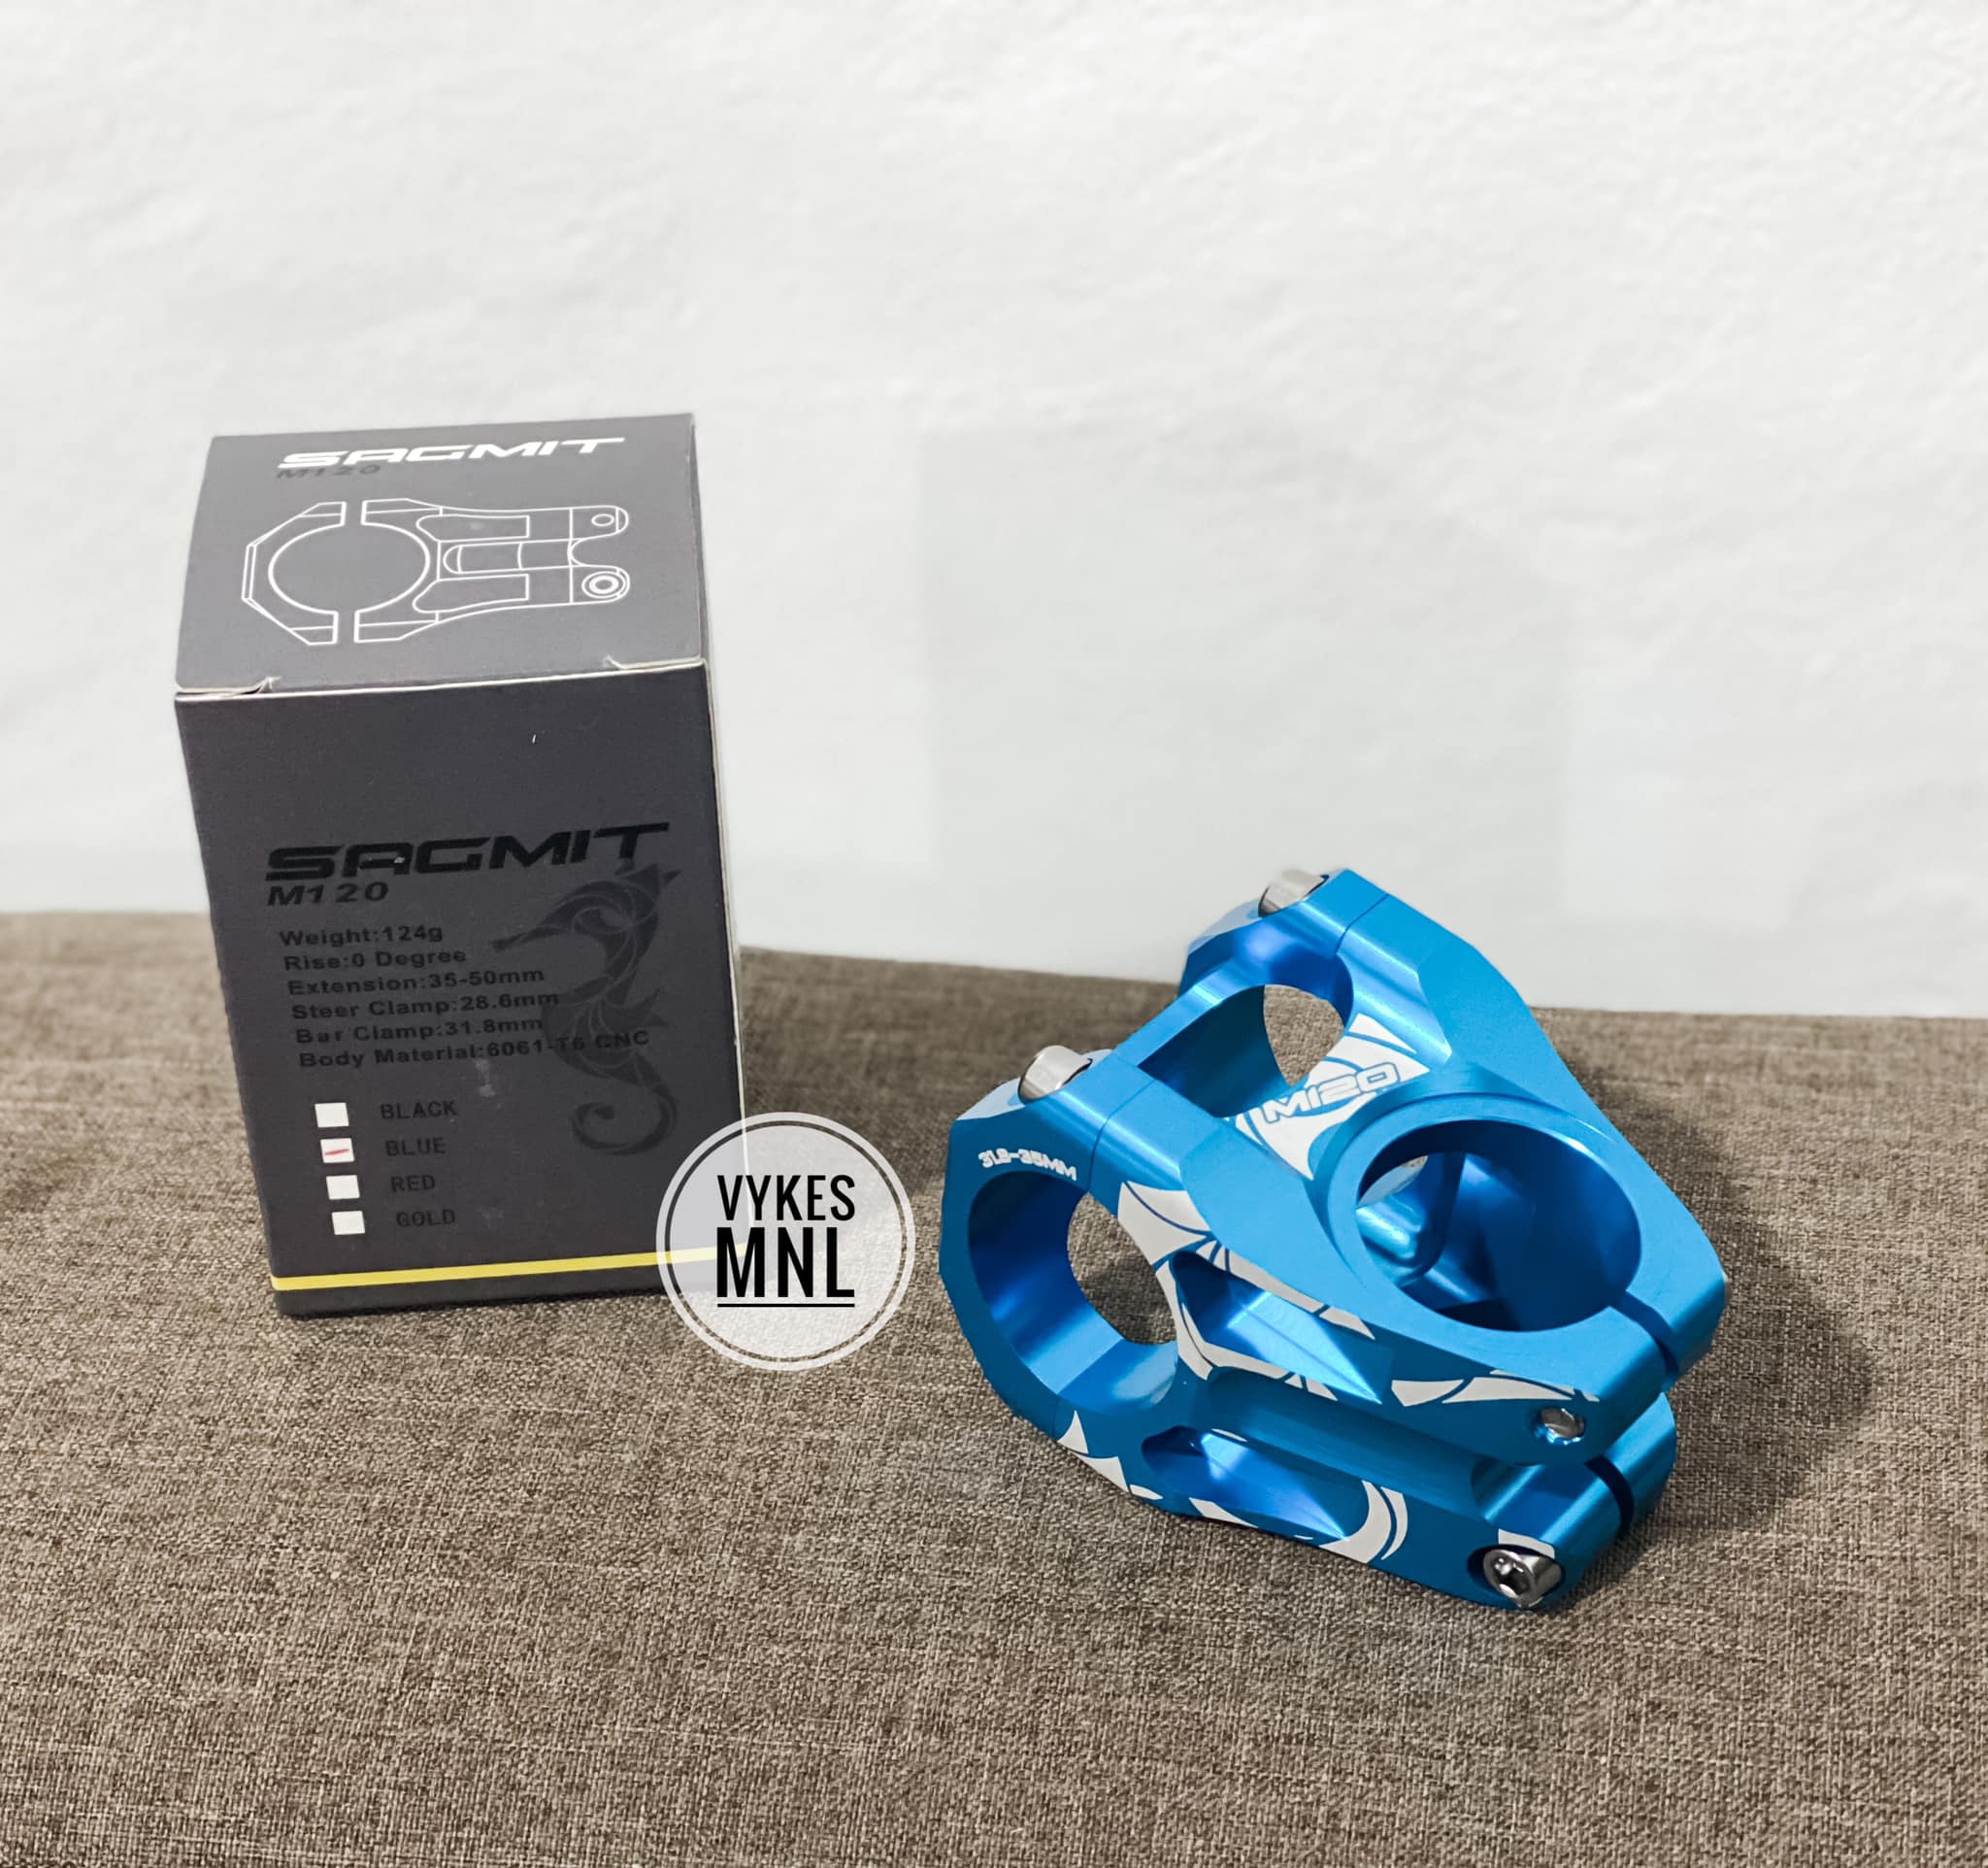 SAGMIT
M120
SAGMIT
M120
Weight:124g
Rise:0 Degree
Extension:35-50mm
Steer Clamp:28.6mm
Bar Clamp:31.8mm
Body Material:6061-T6 CNC
BLACK
BLUE
RED
GOLD
VYKES
MNL
M120
31.8-35MM